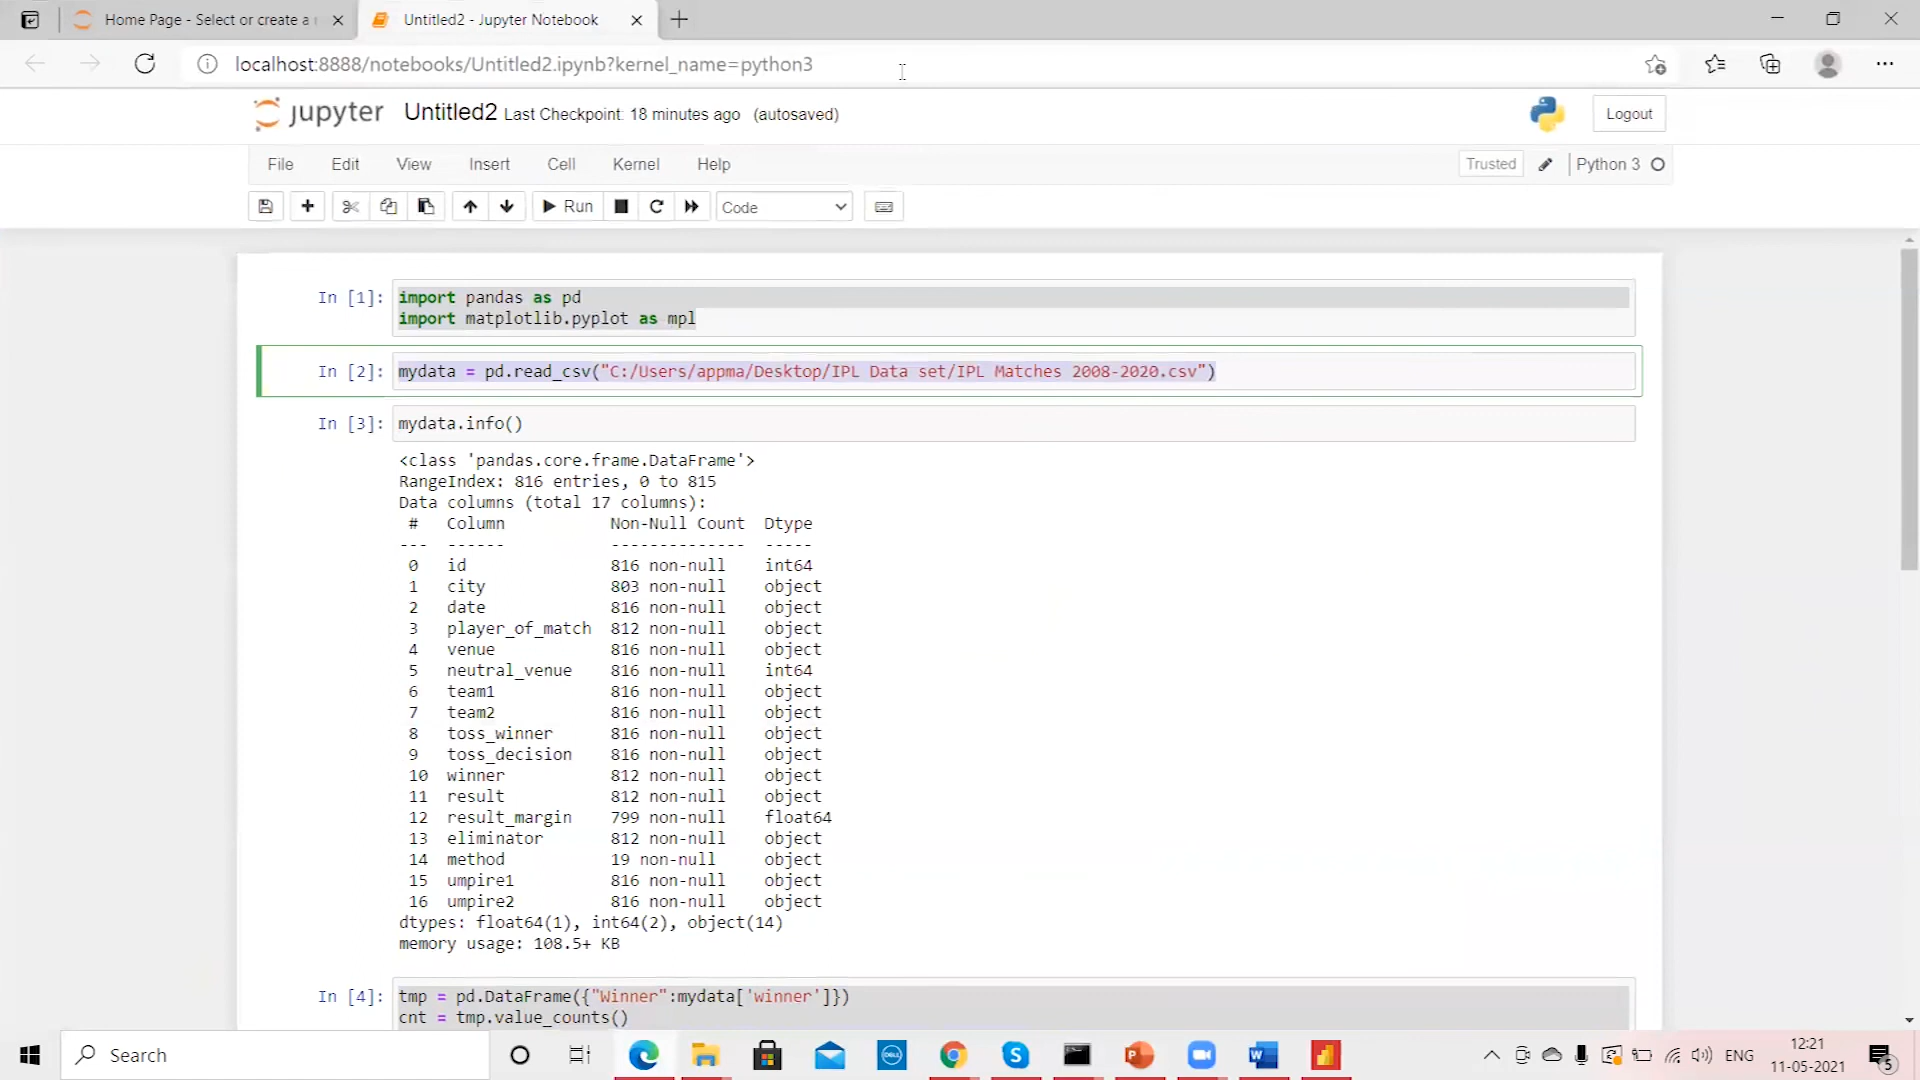 Home Page - Select or create a
Untitled2 - Jupyter Notebook
localhost:8888/notebooks/Untitled2.ipynb?kernel_name=python3
jupyter Untitled2 Last Checkpoint: 18 minutes ago (autosaved)
Logout
File Edit View Insert Cell Kernel Help
Trusted
Python 3
Run
Code
In [1]: import pandas as pd
import matplotlib.pyplot as mpl
In [2]: mydata = pd.read_csv("C:/Users/appma/Desktop/IPL Data set/IPL Matches 2008-2020.csv")
In [3]: mydata.info()
<class 'pandas.core.frame.DataFrame'>
RangeIndex: 816 entries, 0 to 815
Data columns (total 17 columns):
# Column Non-Null Count Dtype
--- ------ -------------- -----
0 id 816 non-null int64
1 city 803 non-null object
2 date 816 non-null object
3 player_of_match 812 non-null object
4 venue 816 non-null object
5 neutral_venue 816 non-null int64
6 team1 816 non-null object
7 team2 816 non-null object
8 toss_winner 816 non-null object
9 toss_decision 816 non-null object
10 winner 812 non-null object
11 result 812 non-null object
12 result_margin 799 non-null float64
13 eliminator 812 non-null object
14 method 19 non-null object
15 umpire1 816 non-null object
16 umpire2 816 non-null object
dtypes: float64(1), int64(2), object(14)
memory usage: 108.5+ KB
In [4]: tmp = pd.DataFrame({"Winner":mydata['winner']})
cnt = tmp.value_counts()
Search
DELL
ENG
12:21
11-05-2021
5